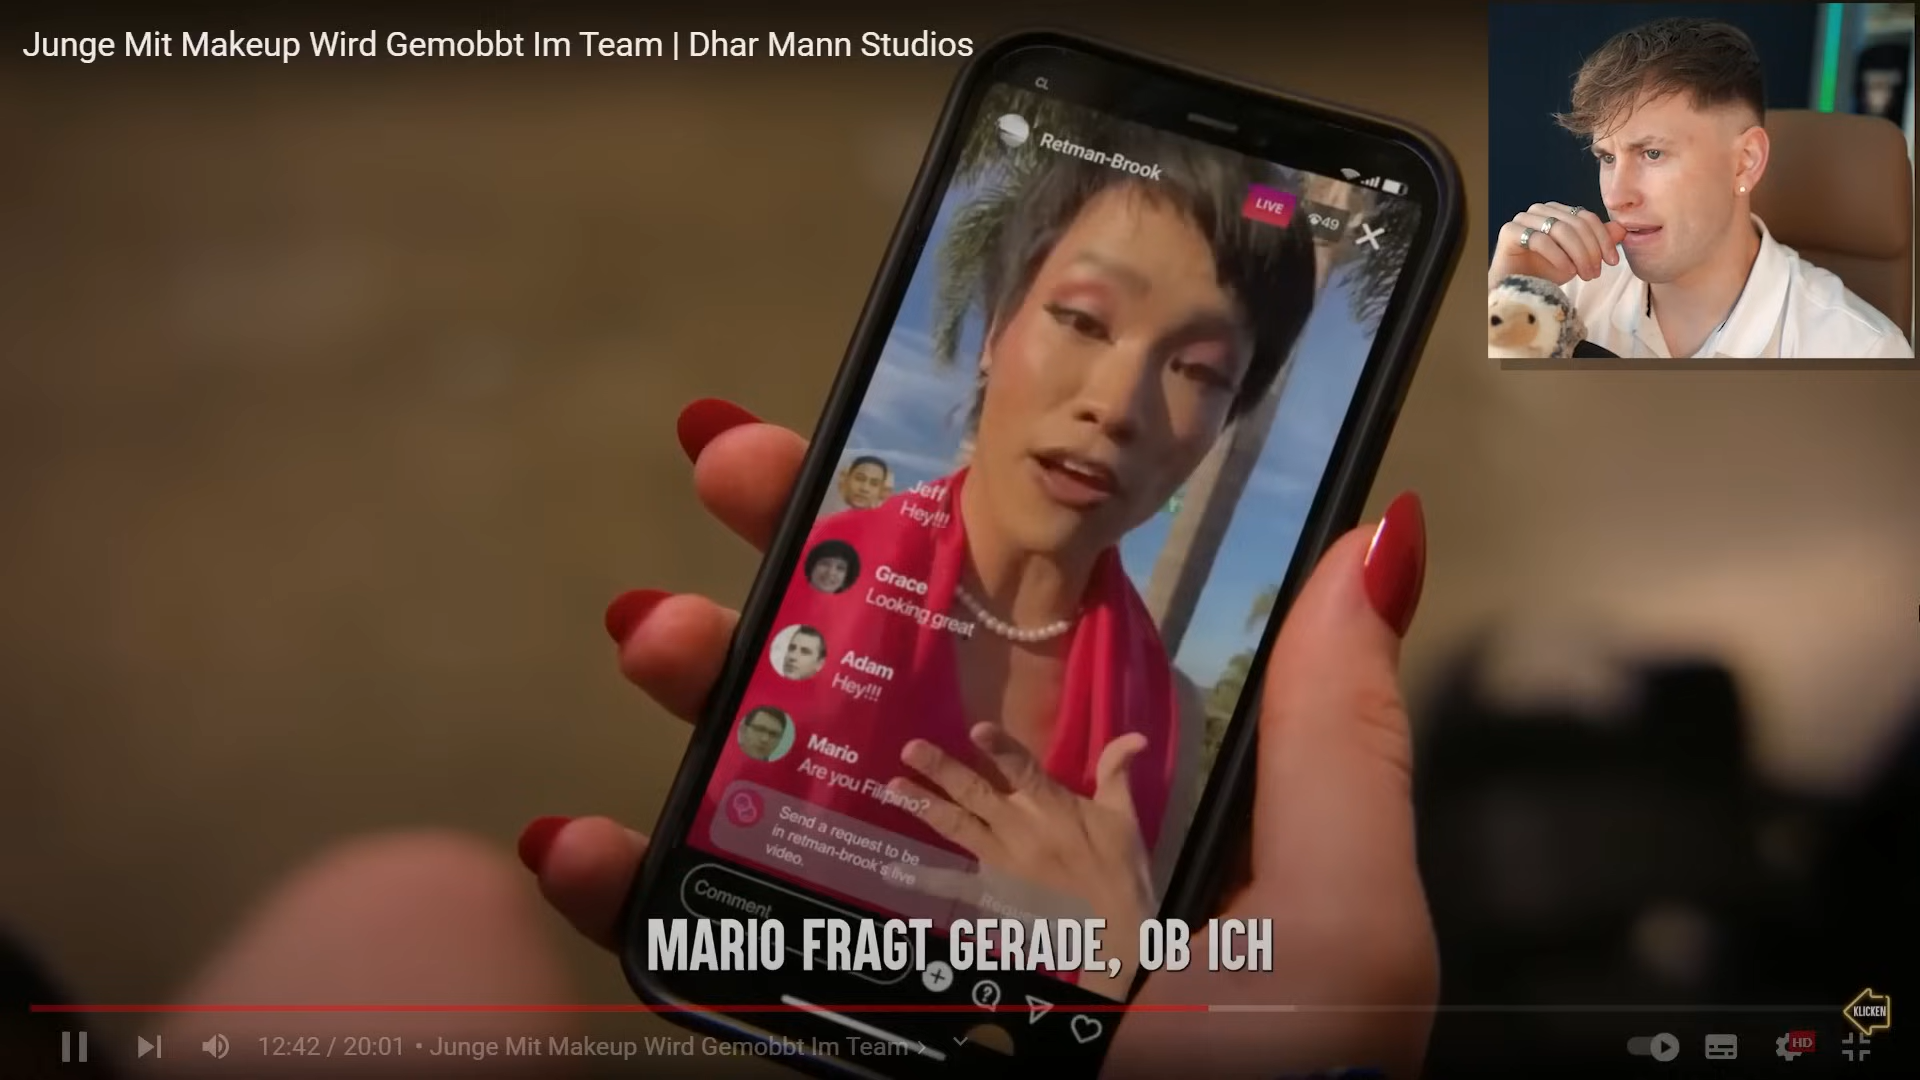 Junge Mit Makeup Wird Gemobbt Im Team | Dhar Mann Studios
CL
Retman-Brook
LIVE
49
Jeff
Hey!!!
Grace
Looking great
Adam
Hey!!!
Mario
Are you Filipino?
Send a request to be
in retman-brook's live
video.
Comment
MARIO FRAGT GERADE, OB ICH
KLICKEN
12:42 / 20:01 • Junge Mit Makeup Wird Gemobbt Im Team
HD